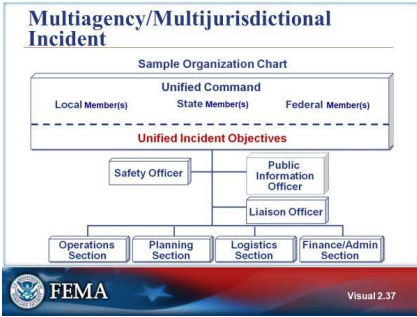 Multiagency/Multijurisdictional
Incident
Sample Organization Chart
Unified Command
Local Member(s) State Member(s) Federal Member(s)
Unified Incident Objectives
Safety Officer
Public
Information
Officer
Liaison Officer
Operations
Section
Planning
Section
Logistics
Section
Finance/Admin
Section
FEMA
Visual 2.37